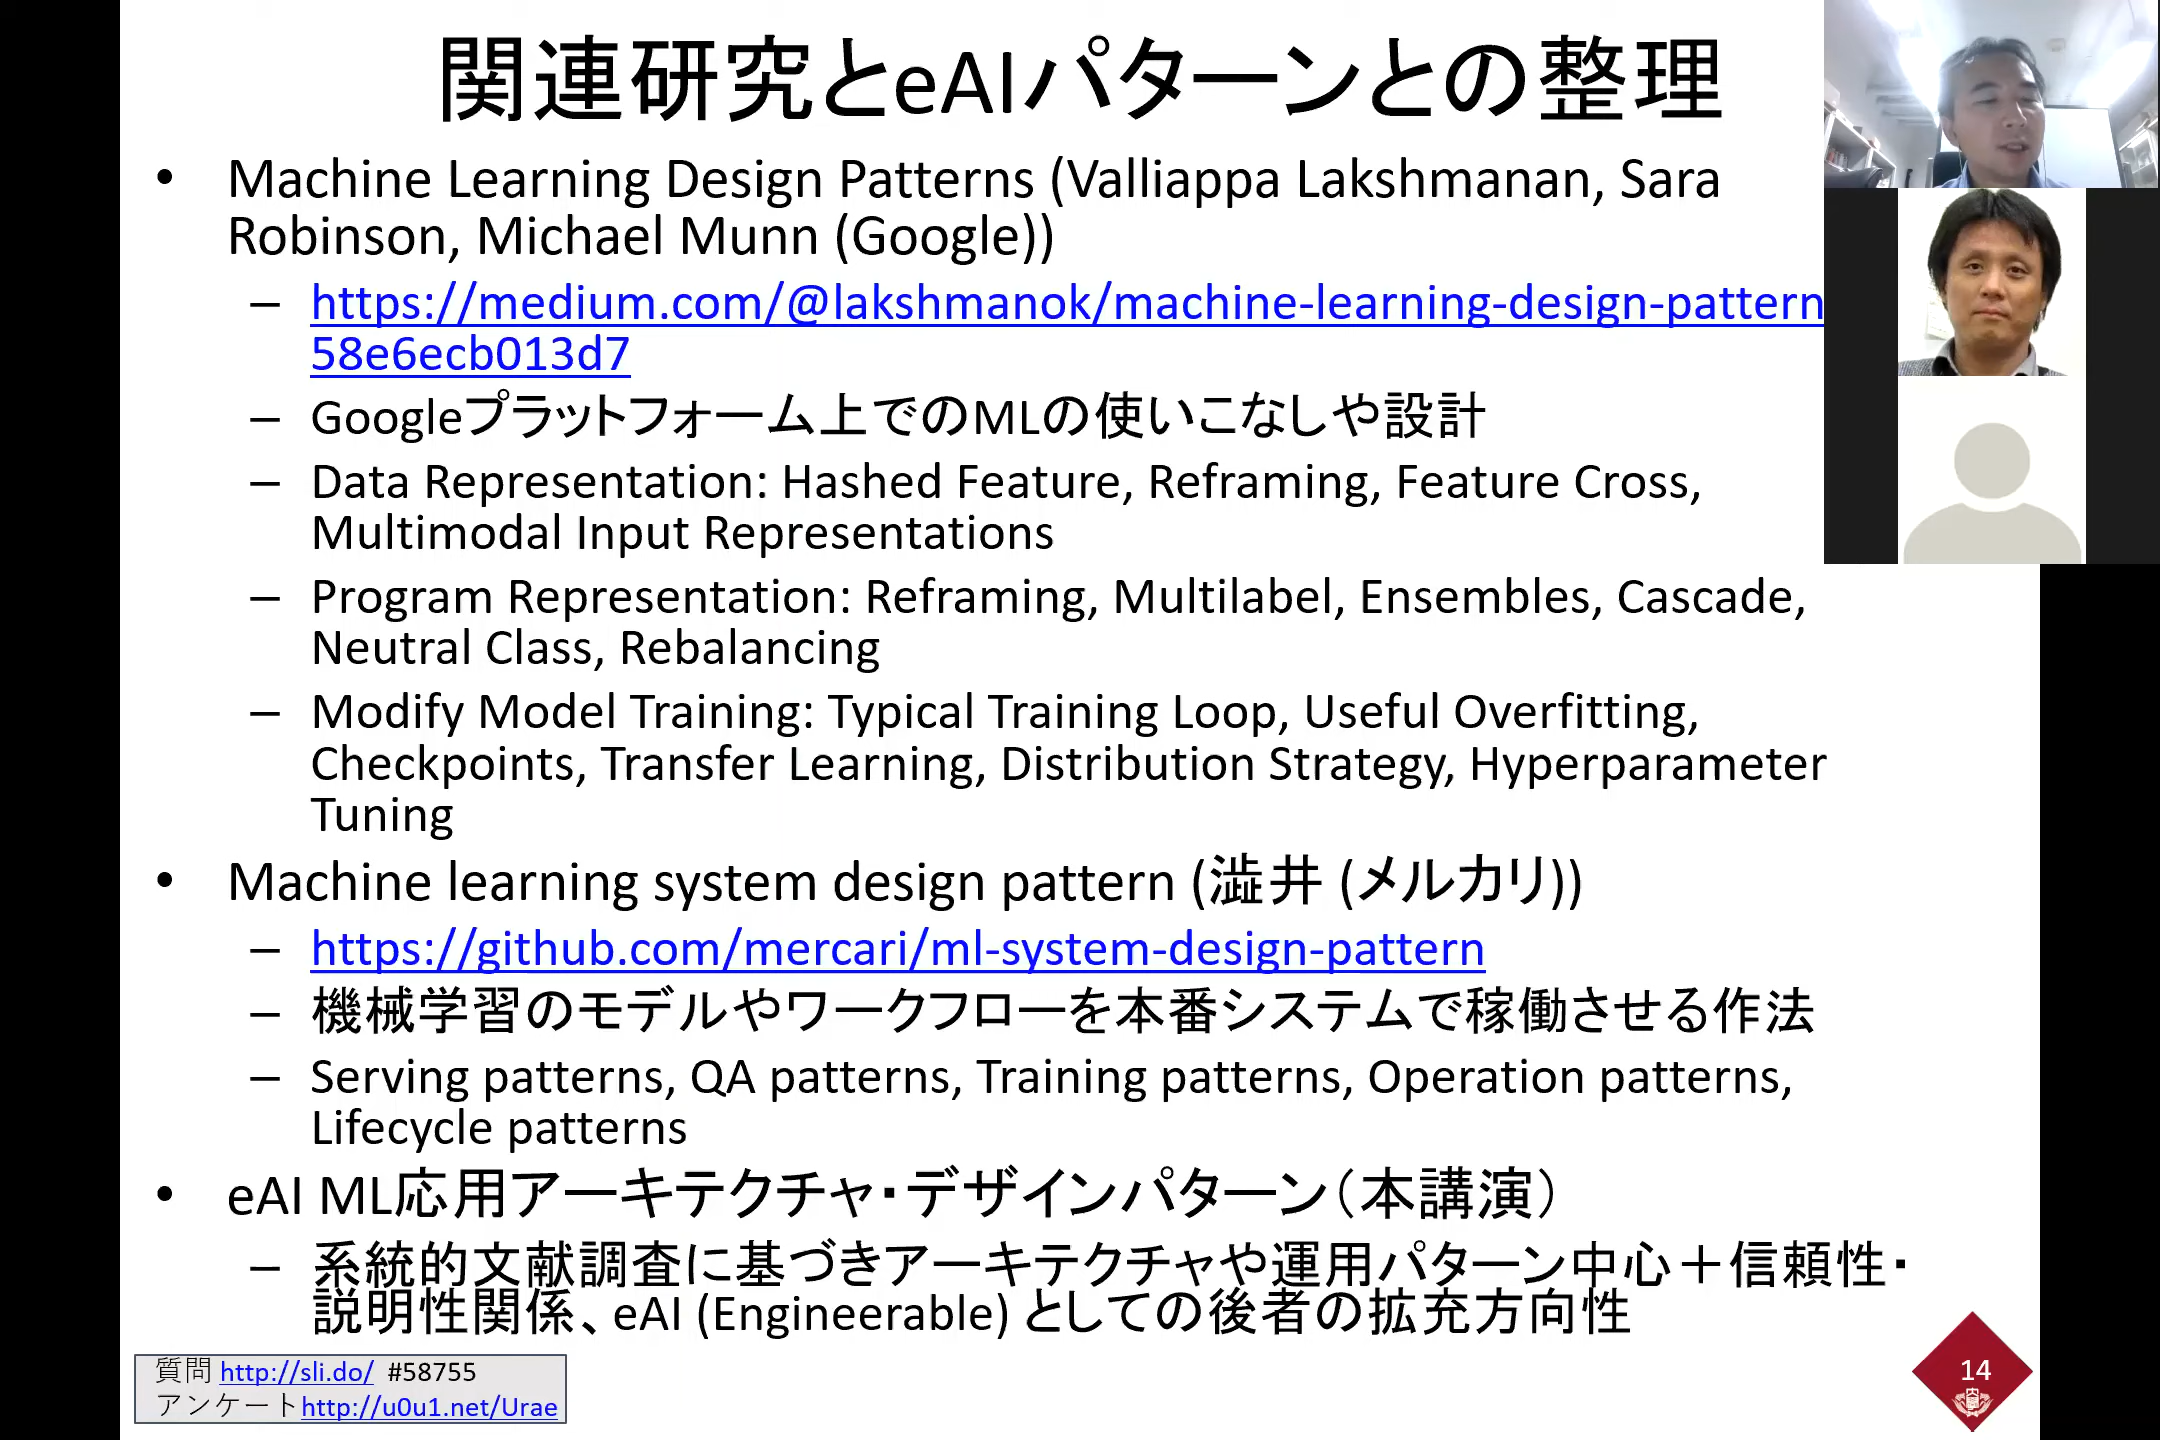 関連研究とeAIパターンとの整理
• Machine Learning Design Patterns (Valliappa Lakshmanan, Sara
Robinson, Michael Munn (Google))
– https://medium.com/@lakshmanok/machine-learning-design-pattern
58e6ecb013d7
– Googleプラットフォーム上でのMLの使いこなしや設計
– Data Representation: Hashed Feature, Reframing, Feature Cross,
Multimodal Input Representations
– Program Representation: Reframing, Multilabel, Ensembles, Cascade,
Neutral Class, Rebalancing
– Modify Model Training: Typical Training Loop, Useful Overfitting,
Checkpoints, Transfer Learning, Distribution Strategy, Hyperparameter
Tuning
• Machine learning system design pattern (澁井 (メルカリ))
– https://github.com/mercari/ml-system-design-pattern
– 機械学習のモデルやワークフローを本番システムで稼働させる作法
– Serving patterns, QA patterns, Training patterns, Operation patterns,
Lifecycle patterns
• eAI ML応用アーキテクチャ・デザインパターン（本講演）
– 系統的文献調査に基づきアーキテクチャや運用パターン中心＋信頼性・
説明性関係、eAI (Engineerable) としての後者の拡充方向性
質問 http://sli.do/ #58755
アンケート http://u0u1.net/Urae
14